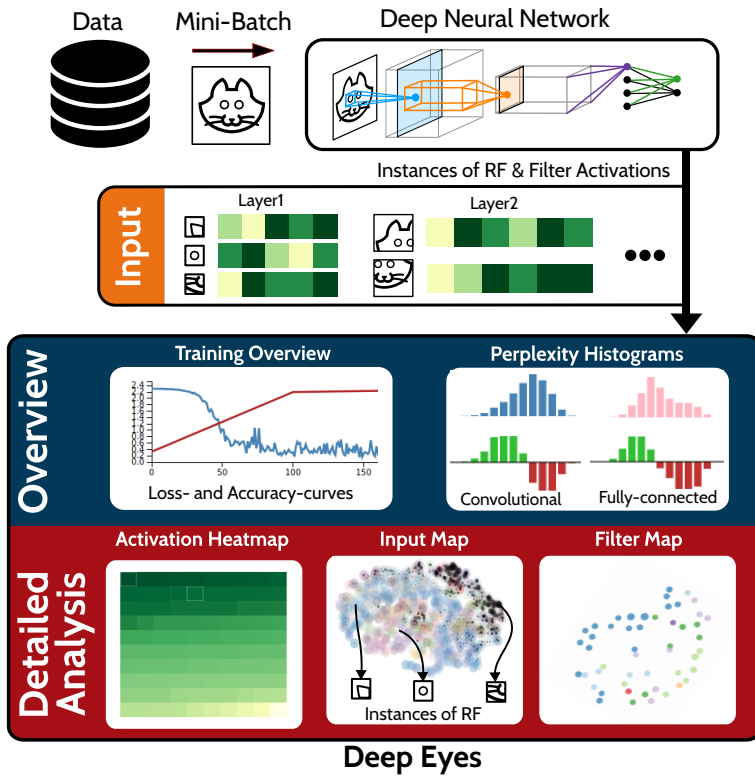 Data
Mini-Batch
Deep Neural Network
Instances of RF & Filter Activations
Input
Layer1
Layer2
Overview
Training Overview
2.4
2.2
2.0
1.8
1.6
1.4
1.2
1.0
0.8
0.6
0.4
0.2
0.0
0
50
100
150
Loss- and Accuracy-curves
Perplexity Histograms
Convolutional
Fully-connected
Detailed
Analysis
Activation Heatmap
Input Map
Instances of RF
Filter Map
Deep Eyes